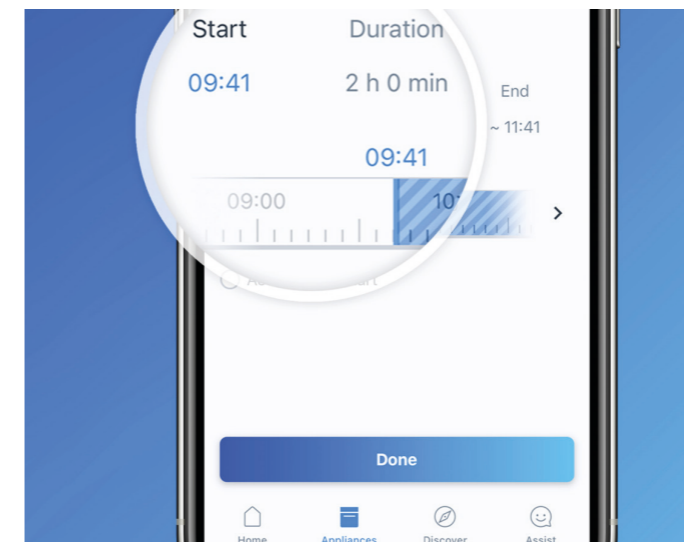 Start Duration
09:41 2 h 0 min End
~ 11:41
09:41
09:00 10:
Done
Home Appliances Discover Assist